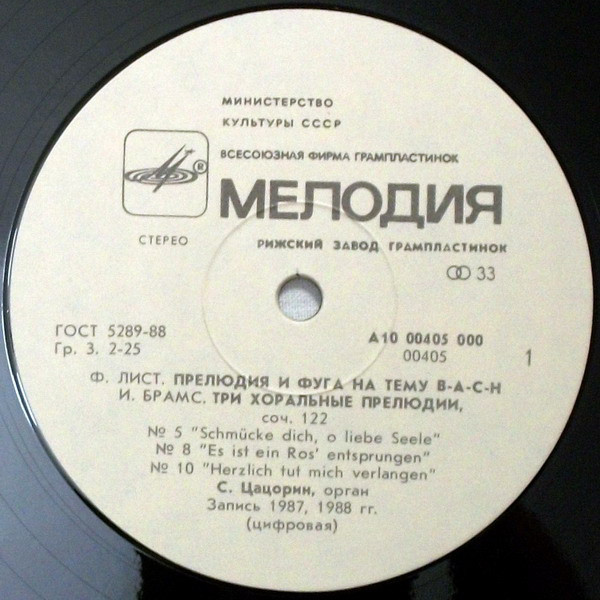 МИНИСТЕРСТВО
КУЛЬТУРЫ СССР
ВСЕСОЮЗНАЯ ФИРМА ГРАМПЛАСТИНОК
®
МЕЛОДИЯ
СТЕРЕО
РИЖСКИЙ ЗАВОД ГРАМПЛАСТИНОК
33
ГОСТ 5289-88
Гр. 3. 2-25
А10 00405 000
00405
1
Ф. ЛИСТ. ПРЕЛЮДИЯ И ФУГА НА ТЕМУ B-A-C-H
И. БРАМС. ТРИ ХОРАЛЬНЫЕ ПРЕЛЮДИИ,
соч. 122
№ 5 "Schmücke dich, o liebe Seele"
№ 8 "Es ist ein Ros' entsprungen"
№ 10 "Herzlich tut mich verlangen"
С. Цацорин, орган
Запись 1987, 1988 гг.
(цифровая)